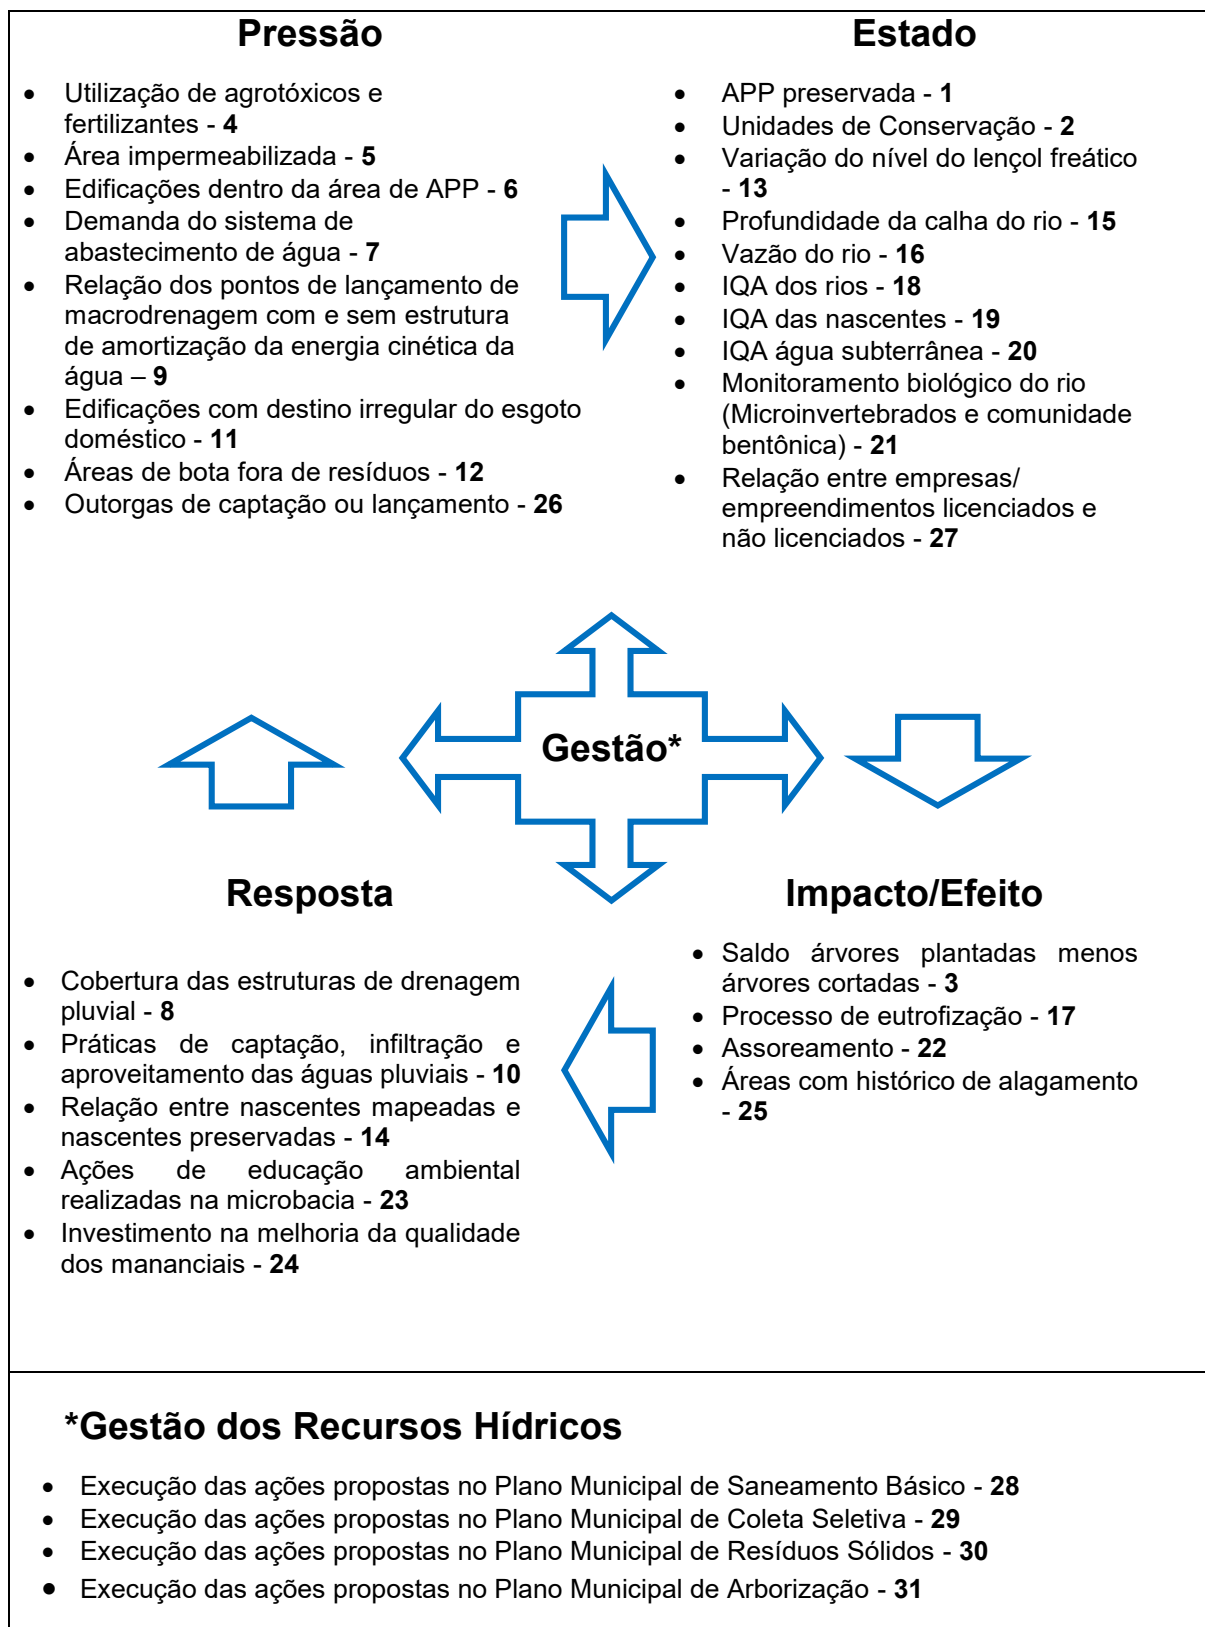 Pressão
Utilização de agrotóxicos e
fertilizantes - 4
Área impermeabilizada - 5
Edificações dentro da área de APP - 6
Demanda do sistema de
abastecimento de água - 7
Relação dos pontos de lançamento de
macrodrenagem com e sem estrutura
de amortização da energia cinética da
água – 9
Edificações com destino irregular do esgoto
doméstico - 11
Áreas de bota fora de resíduos - 12
Outorgas de captação ou lançamento - 26
Estado
APP preservada - 1
Unidades de Conservação - 2
Variação do nível do lençol freático
- 13
Profundidade da calha do rio - 15
Vazão do rio - 16
IQA dos rios - 18
IQA das nascentes - 19
IQA água subterrânea - 20
Monitoramento biológico do rio
(Microinvertebrados e comunidade
bentônica) - 21
Relação entre empresas/
empreendimentos licenciados e
não licenciados - 27
Gestão*
Resposta
Cobertura das estruturas de drenagem
pluvial - 8
Práticas de captação, infiltração e
aproveitamento das águas pluviais - 10
Relação entre nascentes mapeadas e
nascentes preservadas - 14
Ações de educação ambiental
realizadas na microbacia - 23
Investimento na melhoria da qualidade
dos mananciais - 24
Impacto/Efeito
Saldo árvores plantadas menos
árvores cortadas - 3
Processo de eutrofização - 17
Assoreamento - 22
Áreas com histórico de alagamento
- 25
*Gestão dos Recursos Hídricos
Execução das ações propostas no Plano Municipal de Saneamento Básico - 28
Execução das ações propostas no Plano Municipal de Coleta Seletiva - 29
Execução das ações propostas no Plano Municipal de Resíduos Sólidos - 30
Execução das ações propostas no Plano Municipal de Arborização - 31